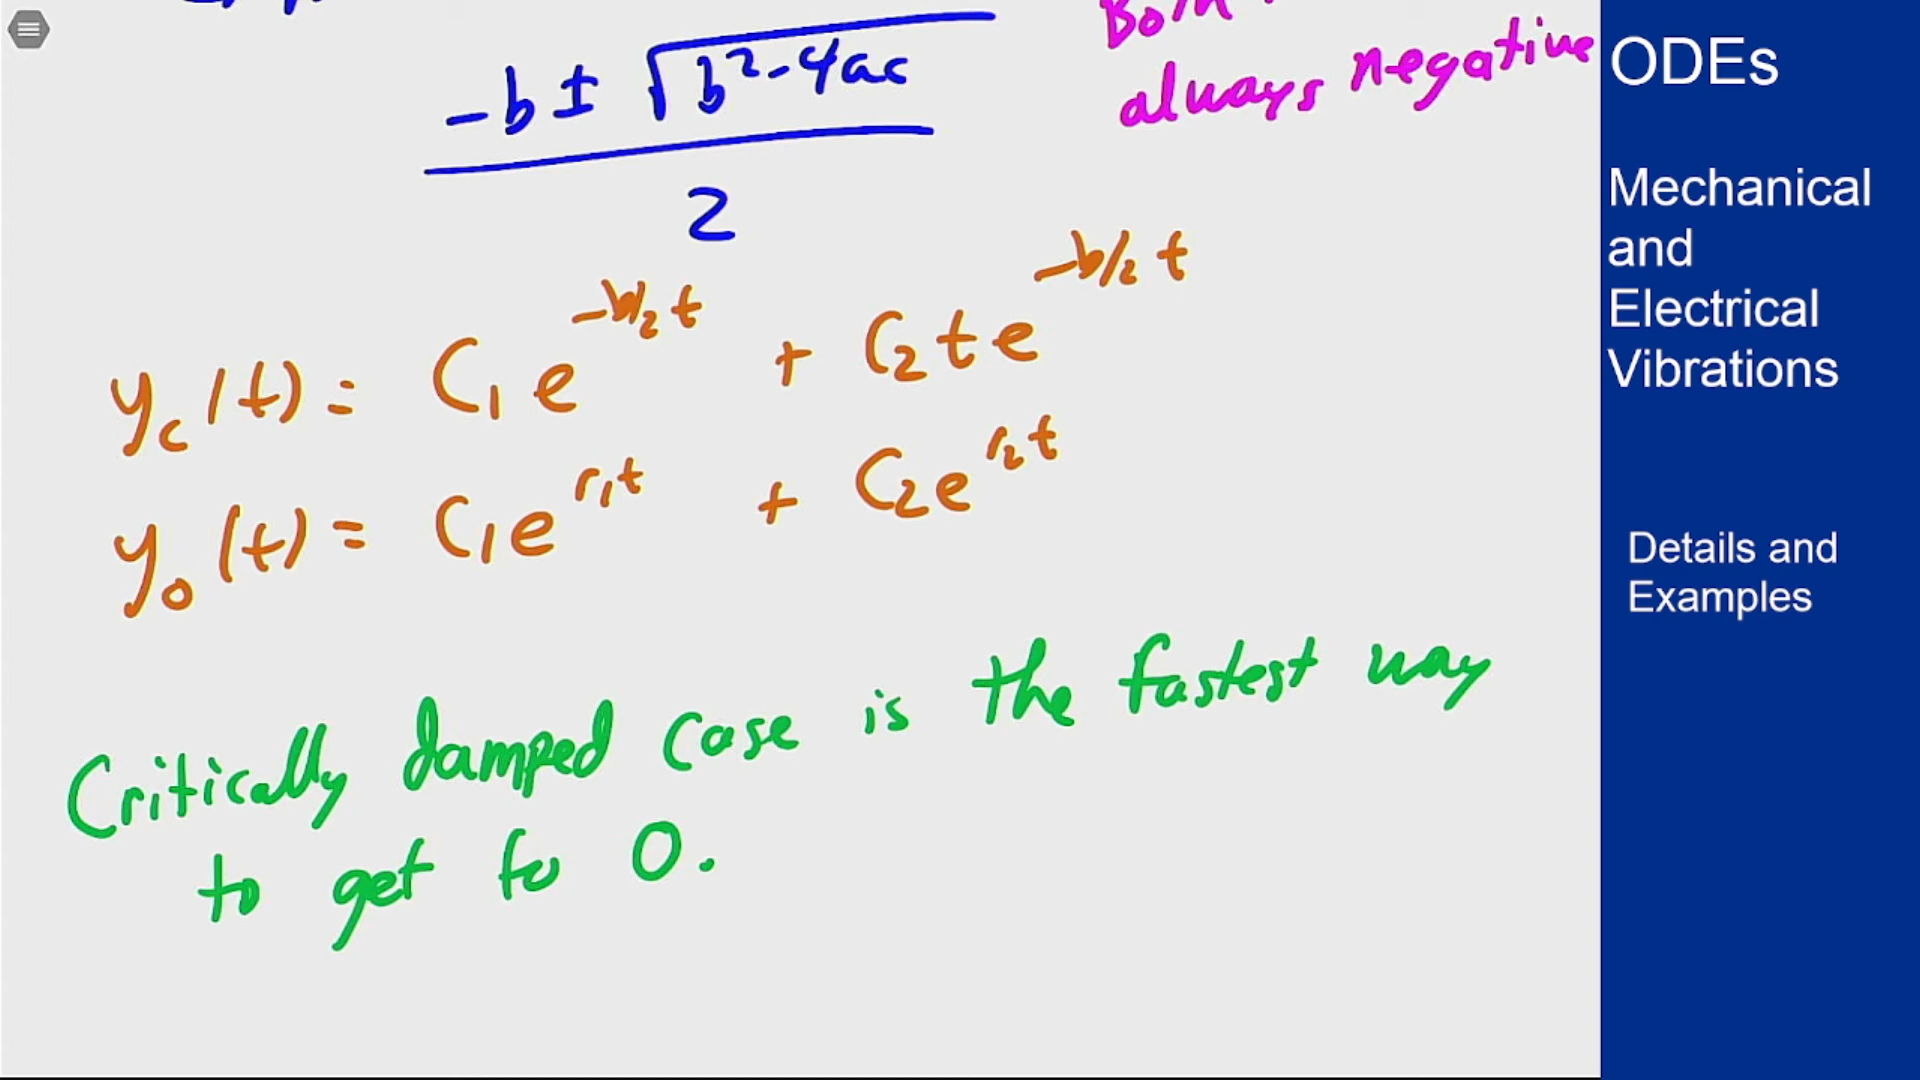 -b ± √b²-4ac
2
Both
always negative
y_c(t) = C₁e^{-b/2 t} + C₂te^{-b/2 t}
y_o(t) = C₁e^{r₁t} + C₂e^{r₂t}
Critically damped case is the fastest way
to get to 0.
ODEs
Mechanical
and
Electrical
Vibrations
Details and
Examples